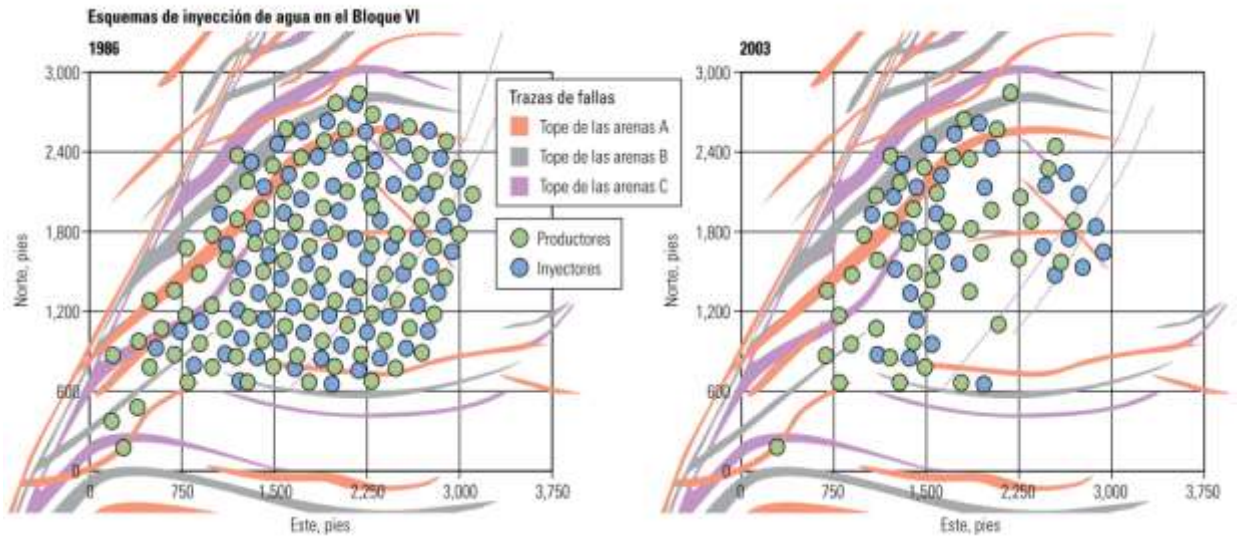 Esquemas de inyección de agua en el Bloque VI
1986
3,000
2,400
1,800
1,200
600
0
Norte, pies
0 750 1,500 2,250 3,000 3,750
Este, pies
Trazas de fallas
Tope de las arenas A
Tope de las arenas B
Tope de las arenas C
Productores
Inyectores
2003
3,000
2,400
1,800
1,200
600
0
Norte, pies
0 750 1,500 2,250 3,000 3,750
Este, pies